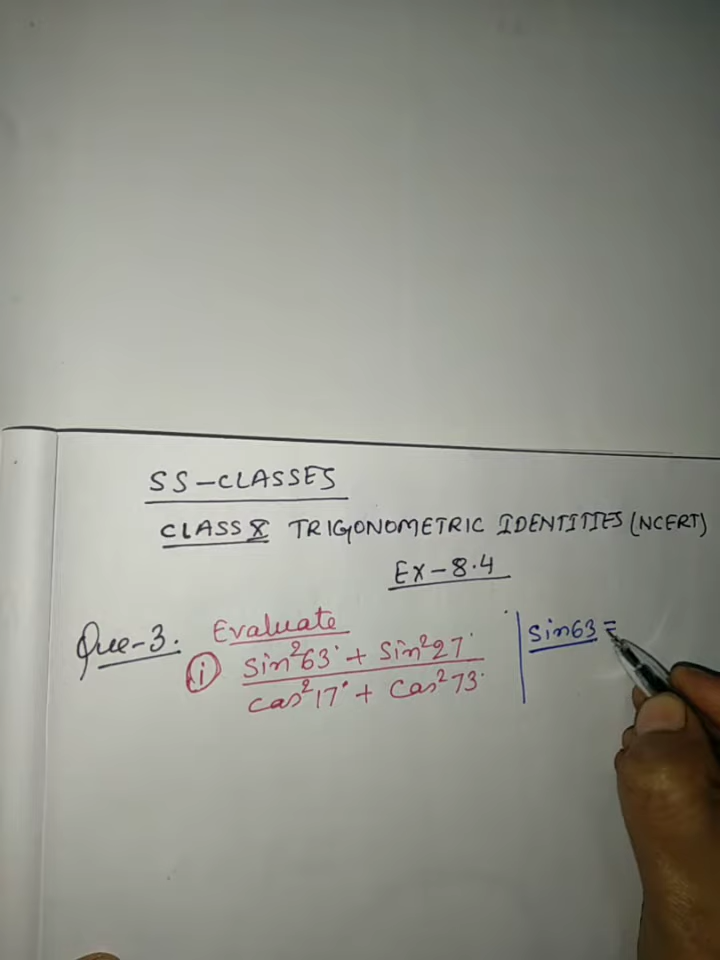 SS-CLASSES
CLASS X TRIGONOMETRIC IDENTITIES (NCERT)
EX-8.4
Que-3. Evaluate
(i) Sin²63° + Sin²27° | Sin63 =
Cos²17° + Cos²73°